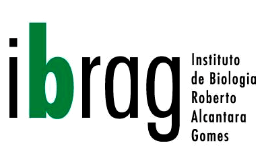 ibrag
Instituto
de Biologia
Roberto
Alcantara
Gomes